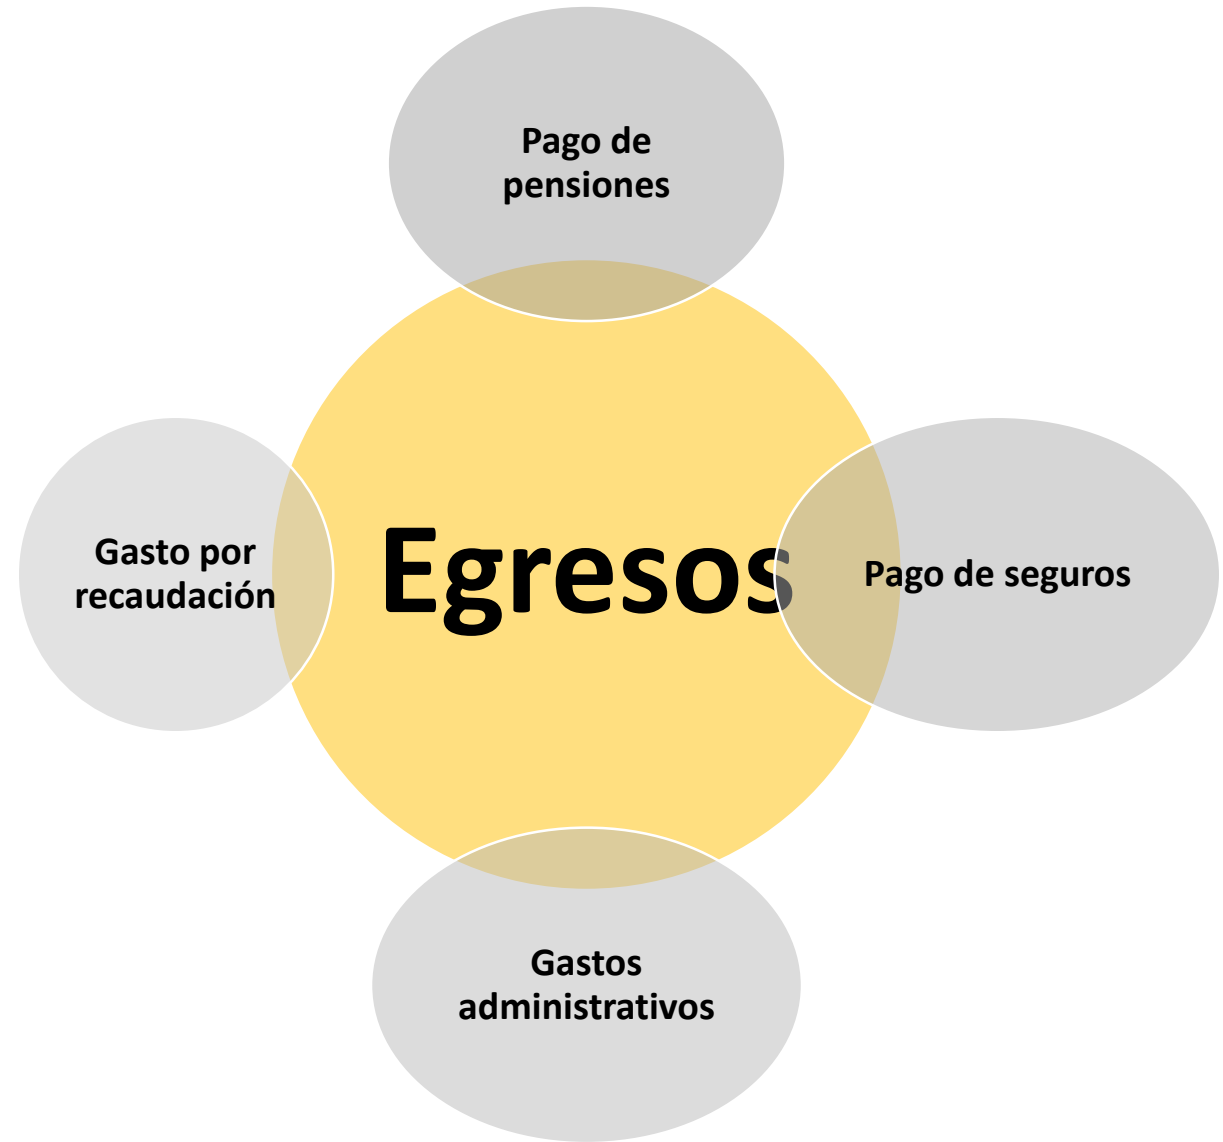 Pago de
pensiones
Gasto por
recaudación
Egresos
Pago de seguros
Gastos
administrativos